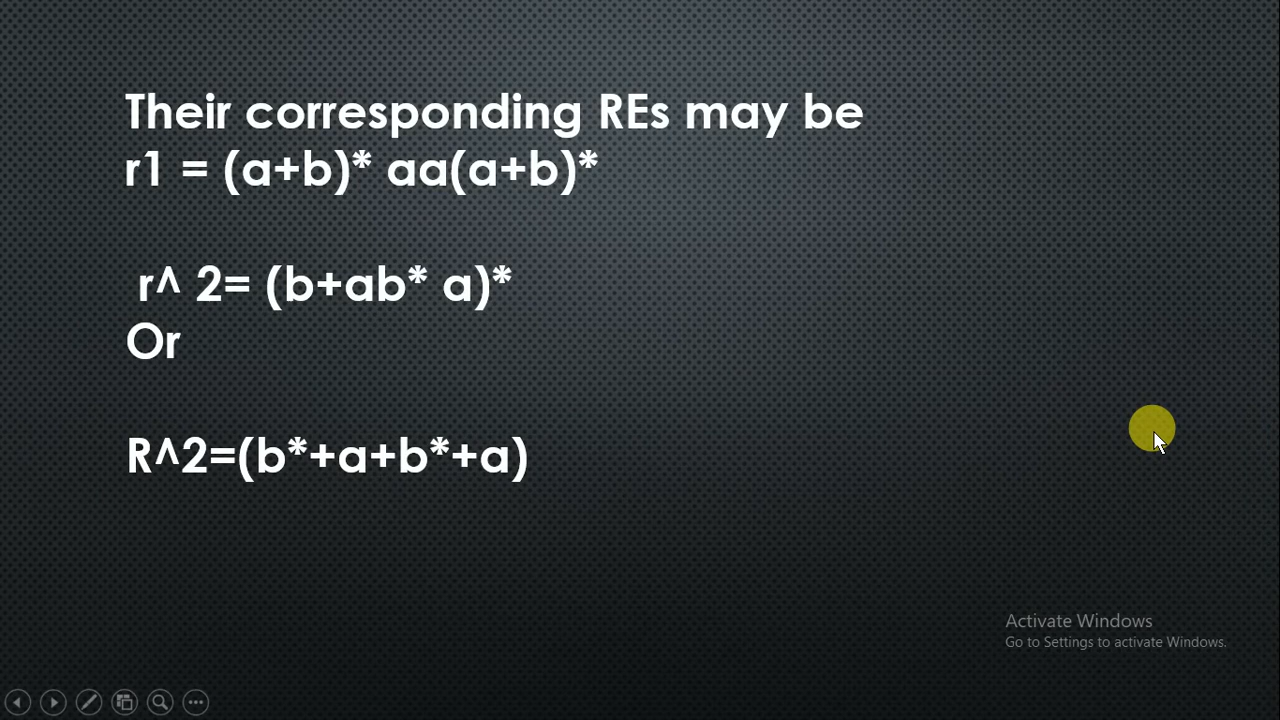 Their corresponding REs may be
r1 = (a+b)* aa(a+b)*
r^ 2= (b+ab* a)*
Or
R^2=(b*+a+b*+a)
Activate Windows
Go to Settings to activate Windows.